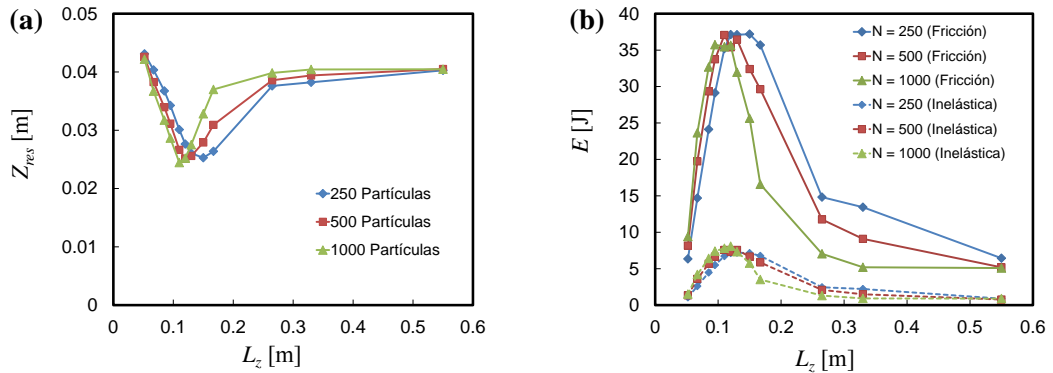 (a)
0.05
0.04
0.03
0.02
0.01
0
Z_res [m]
250 Partículas
500 Partículas
1000 Partículas
0 0.1 0.2 0.3 0.4 0.5 0.6
L_z [m]
(b)
40
35
30
25
20
15
10
5
0
E [J]
N = 250 (Fricción)
N = 500 (Fricción)
N = 1000 (Fricción)
N = 250 (Inelástica)
N = 500 (Inelástica)
N = 1000 (Inelástica)
0 0.1 0.2 0.3 0.4 0.5 0.6
L_z [m]